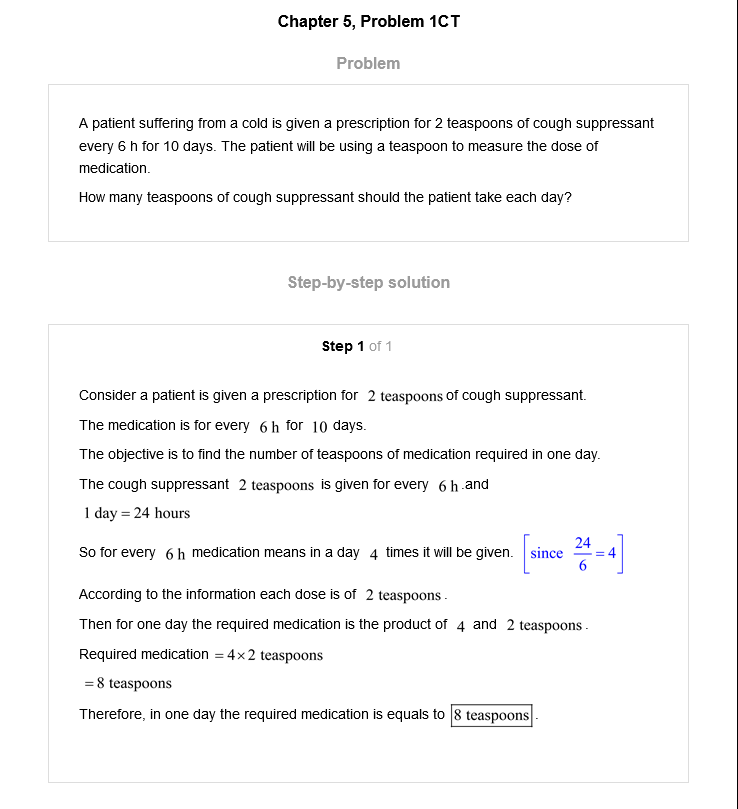 Chapter 5, Problem 1CT
Problem
A patient suffering from a cold is given a prescription for 2 teaspoons of cough suppressant
every 6 h for 10 days. The patient will be using a teaspoon to measure the dose of
medication.
How many teaspoons of cough suppressant should the patient take each day?
Step-by-step solution
Step 1 of 1
Consider a patient is given a prescription for 2 teaspoons of cough suppressant.
The medication is for every 6 h for 10 days.
The objective is to find the number of teaspoons of medication required in one day.
The cough suppressant 2 teaspoons is given for every 6 h .and
1 day = 24 hours
So for every 6 h medication means in a day 4 times it will be given. [since 24/6 = 4]
According to the information each dose is of 2 teaspoons.
Then for one day the required medication is the product of 4 and 2 teaspoons.
Required medication = 4×2 teaspoons
= 8 teaspoons
Therefore, in one day the required medication is equals to 8 teaspoons.